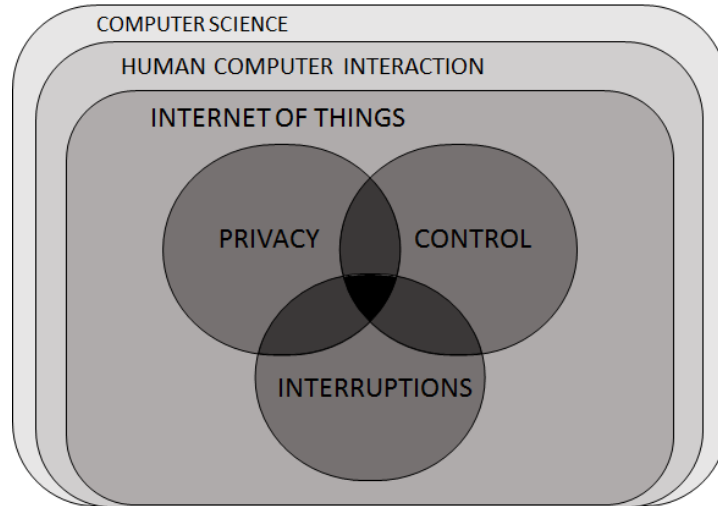 COMPUTER SCIENCE
HUMAN COMPUTER INTERACTION
INTERNET OF THINGS
PRIVACY
CONTROL
INTERRUPTIONS